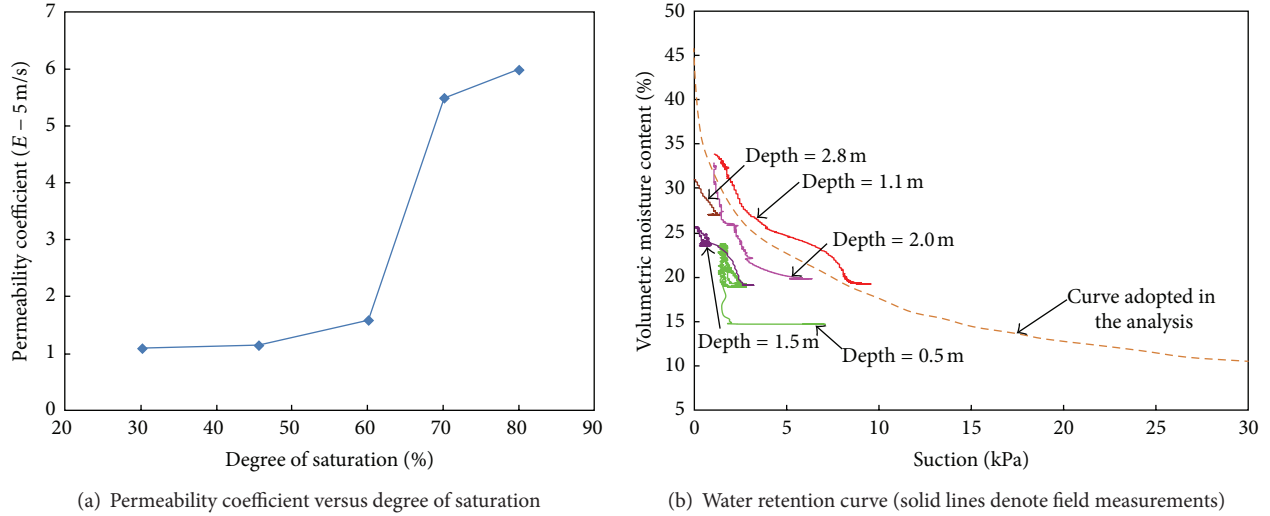 7
6
5
4
3
2
1
0
20 30 40 50 60 70 80 90
Permeability coefficient (E – 5 m/s)
Degree of saturation (%)
(a) Permeability coefficient versus degree of saturation
50
45
40
35
30
25
20
15
10
5
0 5 10 15 20 25 30
Volumetric moisture content (%)
Suction (kPa)
Depth = 2.8 m
Depth = 1.1 m
Depth = 2.0 m
Curve adopted in
the analysis
Depth = 1.5 m
Depth = 0.5 m
(b) Water retention curve (solid lines denote field measurements)